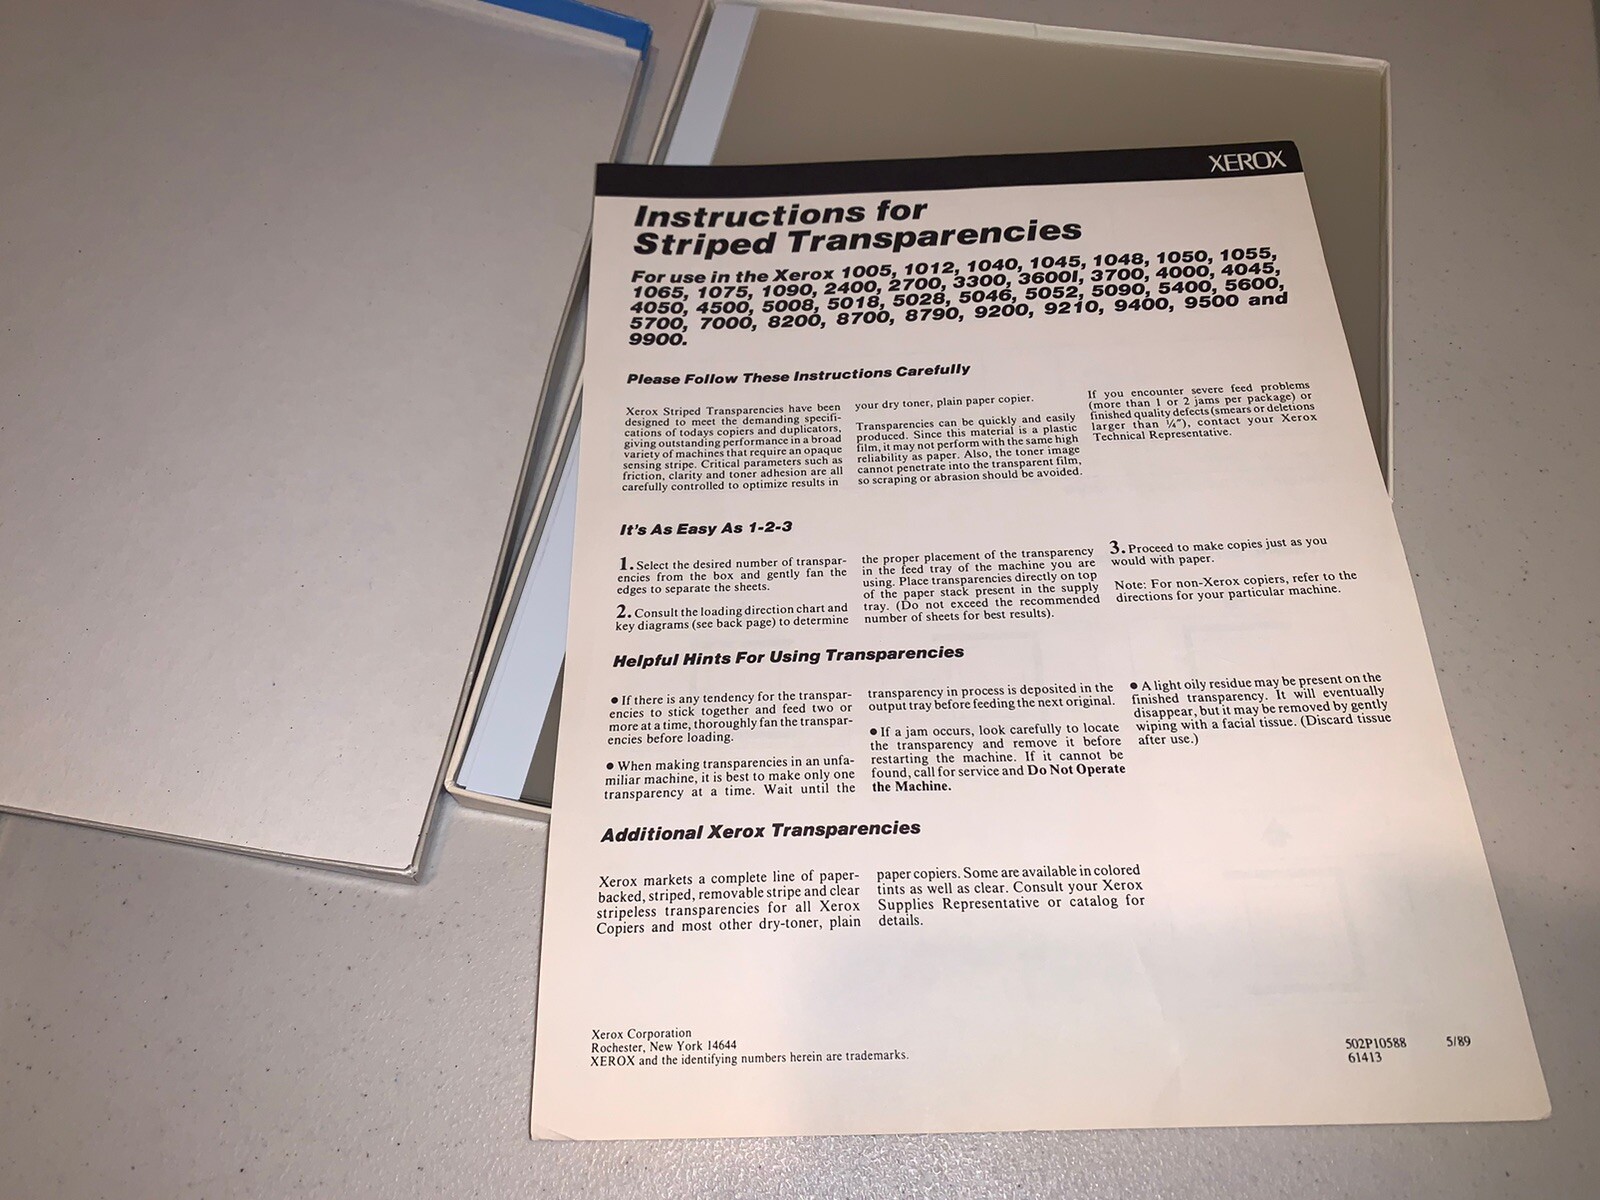 XEROX
Instructions for
Striped Transparencies
For use in the Xerox 1005, 1012, 1040, 1045, 1048, 1050, 1055,
1065, 1075, 1090, 2400, 2700, 3300, 3600I, 3700, 4000, 4045,
4050, 4500, 5008, 5018, 5028, 5046, 5052, 5090, 5400, 5600,
5700, 7000, 8200, 8700, 8790, 9200, 9210, 9400, 9500 and
9900.
Please Follow These Instructions Carefully
Xerox Striped Transparencies have been
designed to meet the demanding specifi-
cations of todays copiers and duplicators,
giving outstanding performance in a broad
variety of machines that require an opaque
sensing stripe. Critical parameters such as
friction, clarity and toner adhesion are all
carefully controlled to optimize results in
your dry toner, plain paper copier.
Transparencies can be quickly and easily
produced. Since this material is a plastic
film, it may not perform with the same high
reliability as paper. Also, the toner image
cannot penetrate into the transparent film,
so scraping or abrasion should be avoided.
If you encounter severe feed problems
(more than 1 or 2 jams per package) or
finished quality defects (smears or deletions
larger than ¼"), contact your Xerox
Technical Representative.
It's As Easy As 1-2-3
1. Select the desired number of transpar-
encies from the box and gently fan the
edges to separate the sheets.
2. Consult the loading direction chart and
key diagrams (see back page) to determine
the proper placement of the transparency
in the feed tray of the machine you are
using. Place transparencies directly on top
of the paper stack present in the supply
tray. (Do not exceed the recommended
number of sheets for best results).
3. Proceed to make copies just as you
would with paper.
Note: For non-Xerox copiers, refer to the
directions for your particular machine.
Helpful Hints For Using Transparencies
● If there is any tendency for the transpar-
encies to stick together and feed two or
more at a time, thoroughly fan the transpar-
encies before loading.
● When making transparencies in an unfa-
miliar machine, it is best to make only one
transparency at a time. Wait until the
transparency in process is deposited in the
output tray before feeding the next original.
● If a jam occurs, look carefully to locate
the transparency and remove it before
restarting the machine. If it cannot be
found, call for service and Do Not Operate
the Machine.
● A light oily residue may be present on the
finished transparency. It will eventually
disappear, but it may be removed by gently
wiping with a facial tissue. (Discard tissue
after use.)
Additional Xerox Transparencies
Xerox markets a complete line of paper-
backed, striped, removable stripe and clear
stripeless transparencies for all Xerox
Copiers and most other dry-toner, plain
paper copiers. Some are available in colored
tints as well as clear. Consult your Xerox
Supplies Representative or catalog for
details.
Xerox Corporation
Rochester, New York 14644
XEROX and the identifying numbers herein are trademarks.
502P10588 5/89
61413